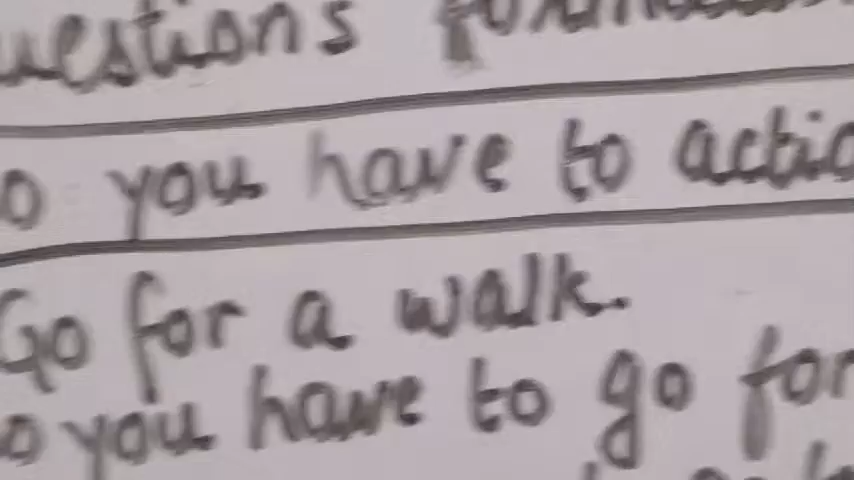 uestions
o you have to actio
Go for a walk.
o you have to go for